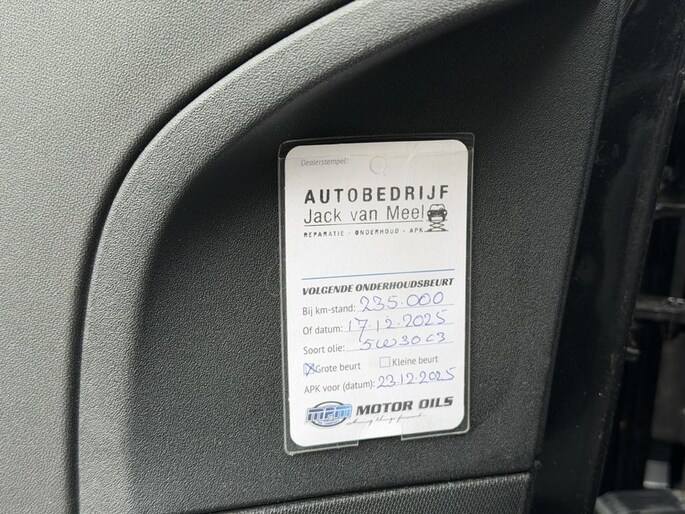 Dealerstempel:
AUTOBEDRIJF
Jack van Meel
REPARATIE - ONDERHOUD - APK
VOLGENDE ONDERHOUDSBEURT
Bij km-stand: 235.000
Of datum: 17.12.2025
Soort olie: 5W30 C3
Grote beurt Kleine beurt
APK voor (datum): 23.12.2025
MPM MOTOR OILS